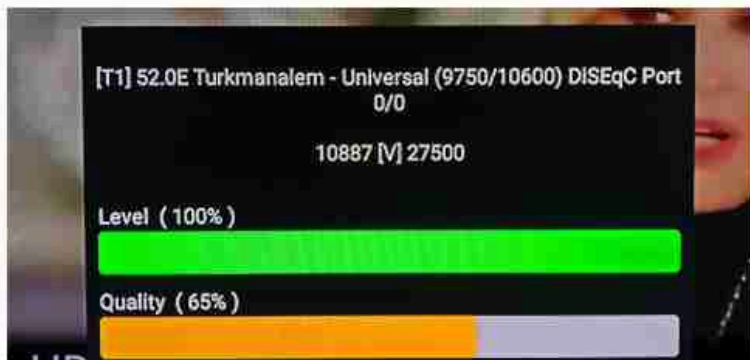 [T1] 52.0E Turkmanalem - Universal (9750/10600) DiSEqC Port
0/0
10887 [V] 27500
Level ( 100% )
Quality ( 65% )